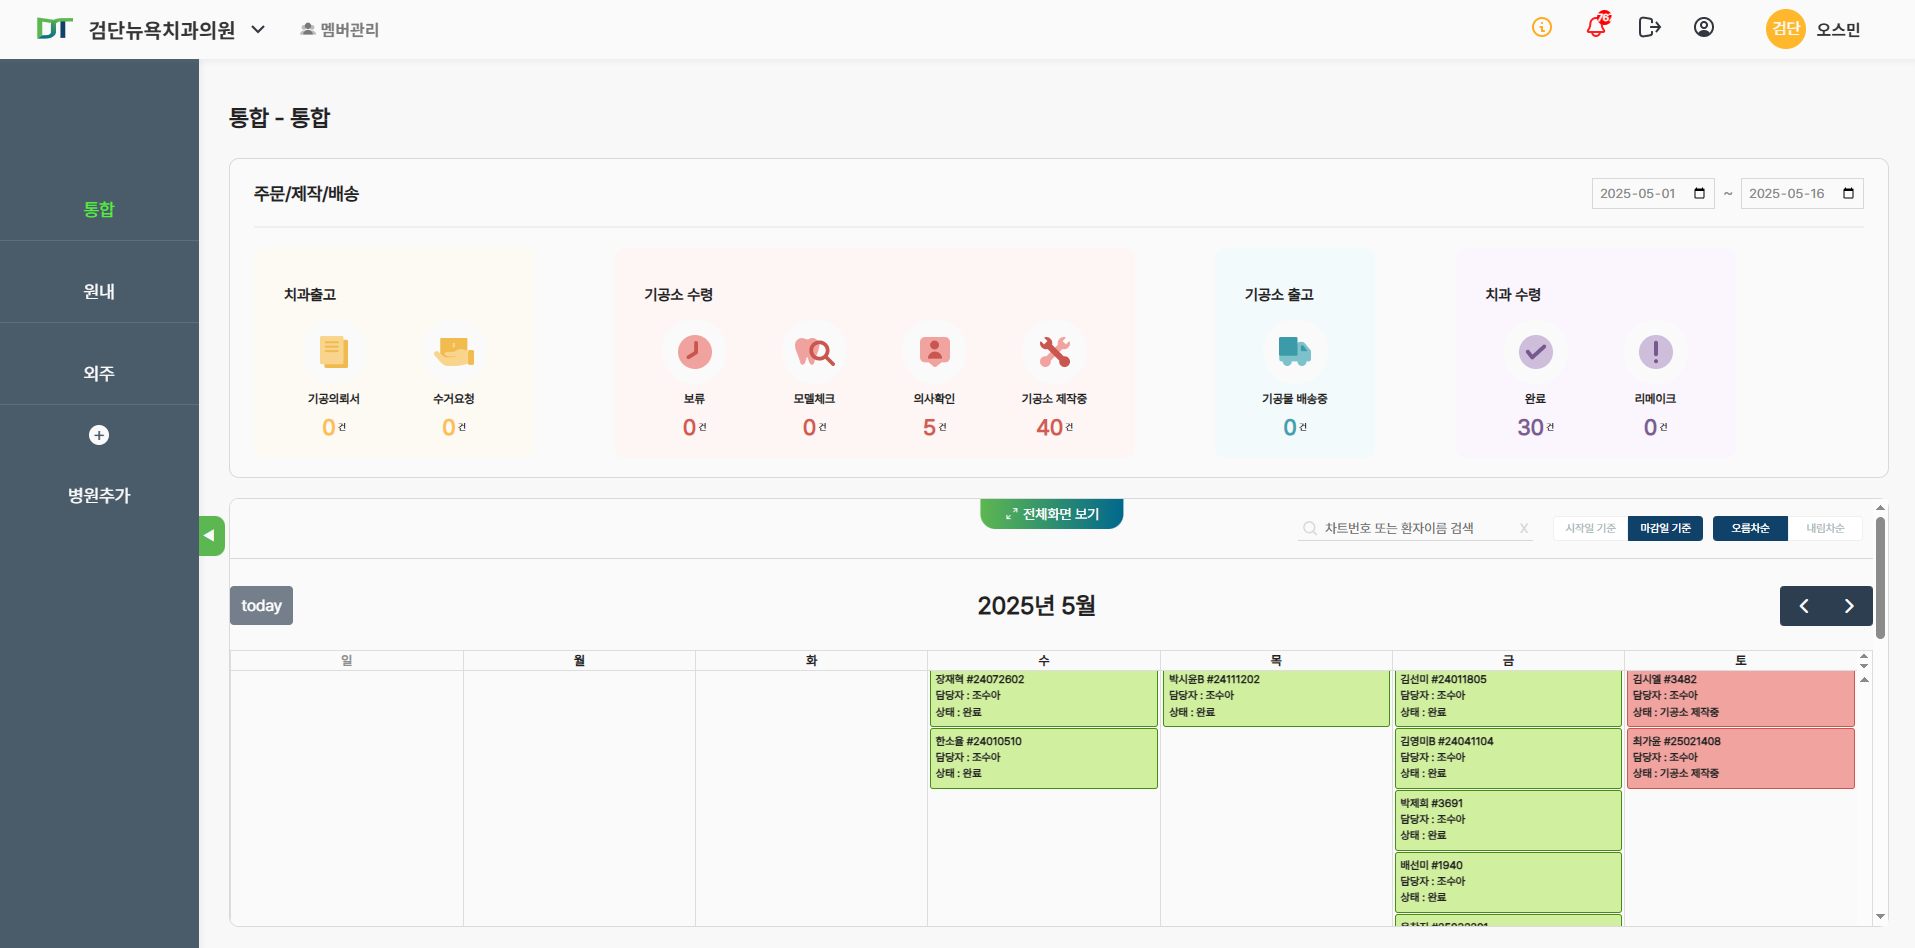 DT 검단뉴욕치과의원 멤버관리
검단 오스민
통합
원내
외주
병원추가
통합 - 통합
주문/제작/배송
2025-05-01 ~ 2025-05-16
치과출고
기공의뢰서 수거요청
0건 0건
기공소 수령
보류 모델체크 의사확인 기공소 제작중
0건 0건 5건 40건
기공소 출고
기공물 배송중
0건
치과 수령
완료 리메이크
30건 0건
전체화면 보기
차트번호 또는 환자이름 검색 X
시작일 기준 마감일 기준 오름차순 내림차순
today
2025년 5월
일 월 화 수 목 금 토
장재혁 #24072602
담당자 : 조수아
상태 : 완료
한소율 #24010510
담당자 : 조수아
상태 : 완료
박시윤B #24111202
담당자 : 조수아
상태 : 완료
김선미 #24011805
담당자 : 조수아
상태 : 완료
김영미B #24041104
담당자 : 조수아
상태 : 완료
박제희 #3691
담당자 : 조수아
상태 : 완료
배선미 #1940
담당자 : 조수아
상태 : 완료
김시엘 #3482
담당자 : 조수아
상태 : 기공소 제작중
최가윤 #25021408
담당자 : 조수아
상태 : 기공소 제작중